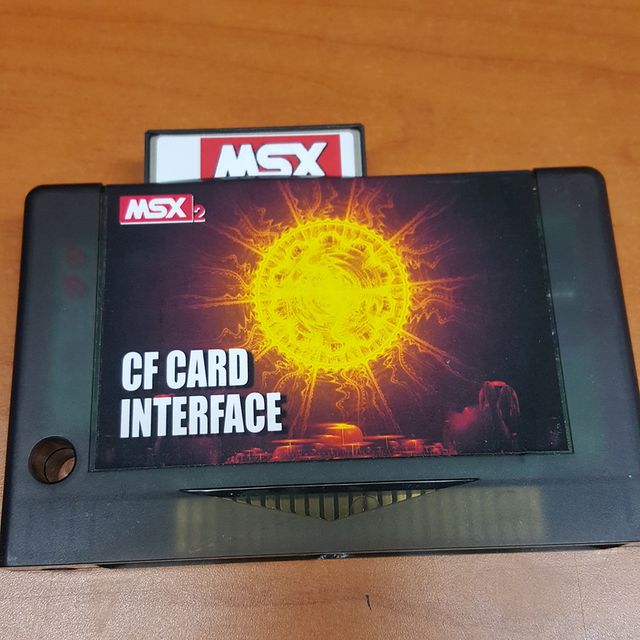 MSX
MSX2
CF CARD
INTERFACE